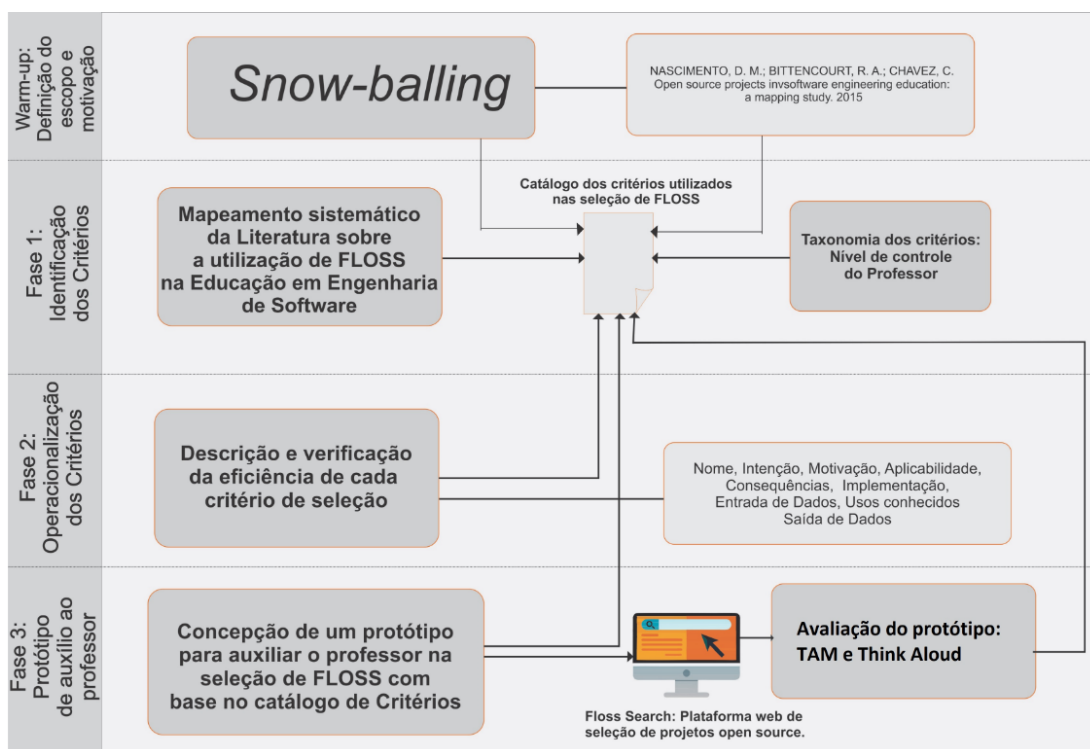 Warm-up:
Definição do
escopo e
motivação
Snow-balling
NASCIMENTO, D. M.; BITTENCOURT, R. A.; CHAVEZ, C.
Open source projects invsoftware engineering education:
a mapping study. 2015
Fase 1:
Identificação
dos Critérios
Catálogo dos critérios utilizados
nas seleção de FLOSS
Mapeamento sistemático
da Literatura sobre
a utilização de FLOSS
na Educação em Engenharia
de Software
Taxonomia dos critérios:
Nível de controle
do Professor
Fase 2:
Operacionalização
dos Critérios
Descrição e verificação
da eficiência de cada
critério de seleção
Nome, Intenção, Motivação, Aplicabilidade,
Consequências, Implementação,
Entrada de Dados, Usos conhecidos
Saída de Dados
Fase 3:
Protótipo
de auxílio ao
professor
Concepção de um protótipo
para auxiliar o professor na
seleção de FLOSS com
base no catálogo de Critérios
Floss Search: Plataforma web de
seleção de projetos open source.
Avaliação do protótipo:
TAM e Think Aloud